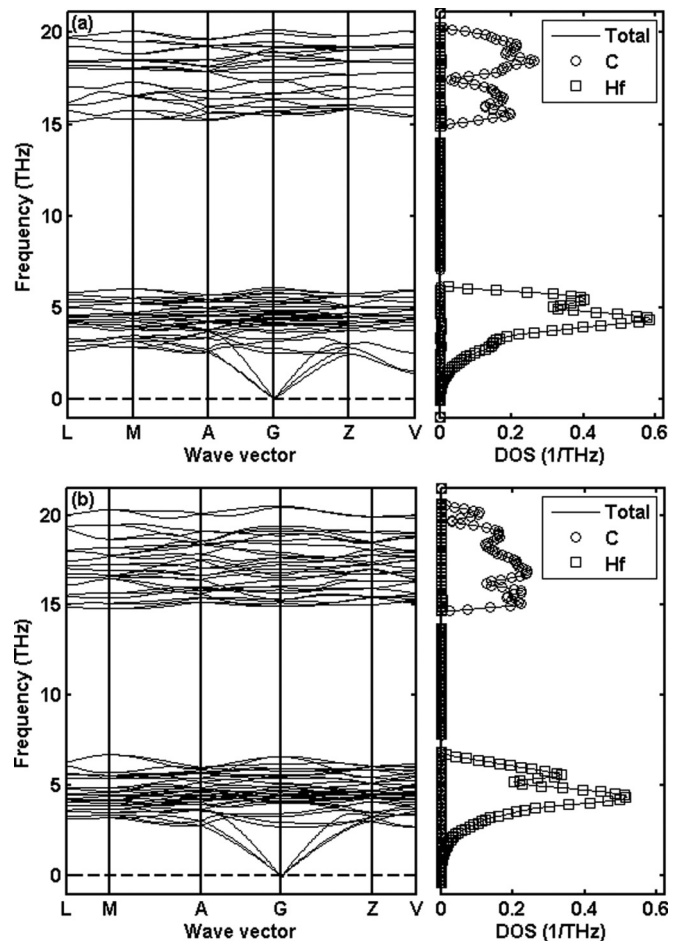 (a)
20
15
10
5
0
Frequency (THz)
L M A G Z V
Wave vector
Total
C
Hf
0 0.2 0.4 0.6
DOS (1/THz)
(b)
20
15
10
5
0
Frequency (THz)
L M A G Z V
Wave vector
Total
C
Hf
0 0.2 0.4 0.6
DOS (1/THz)